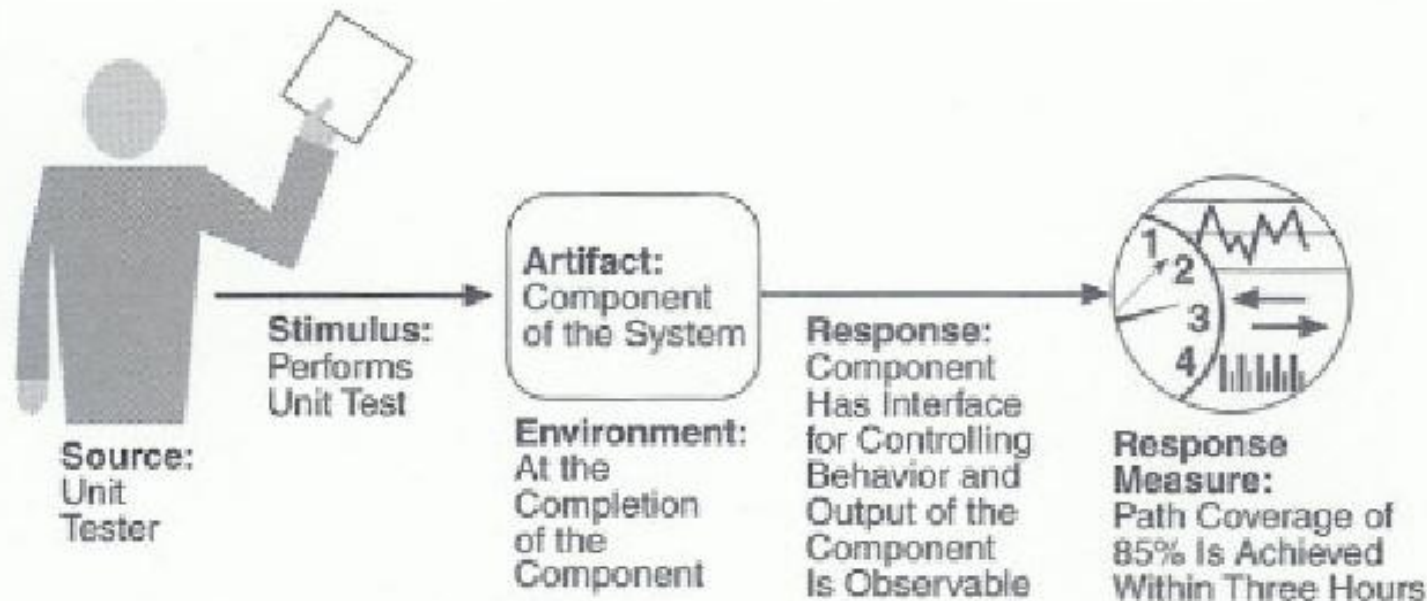 Source:
Unit
Tester
Stimulus:
Performs
Unit Test
Artifact:
Component
of the System
Environment:
At the
Completion
of the
Component
Response:
Component
Has Interface
for Controlling
Behavior and
Output of the
Component
Is Observable
1
2
3
4
Response
Measure:
Path Coverage of
85% Is Achieved
Within Three Hours